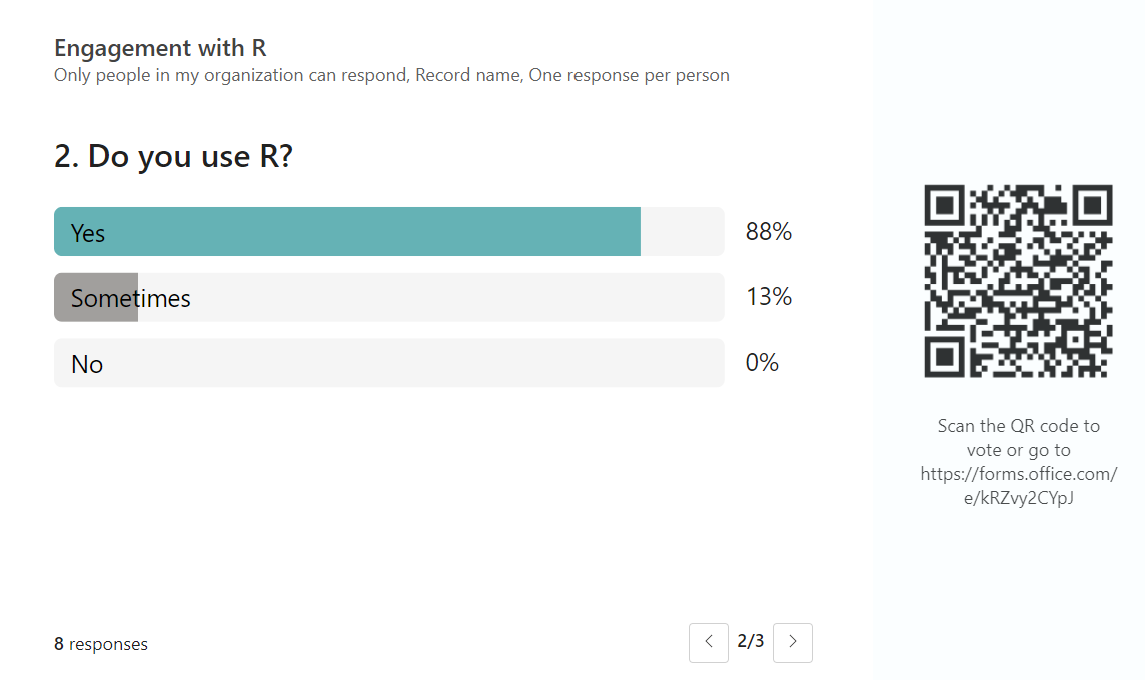 Engagement with R
Only people in my organization can respond, Record name, One response per person
2. Do you use R?
Yes 88%
Sometimes 13%
No 0%
Scan the QR code to
vote or go to
https://forms.office.com/
e/kRZvy2CYpJ
8 responses
2/3